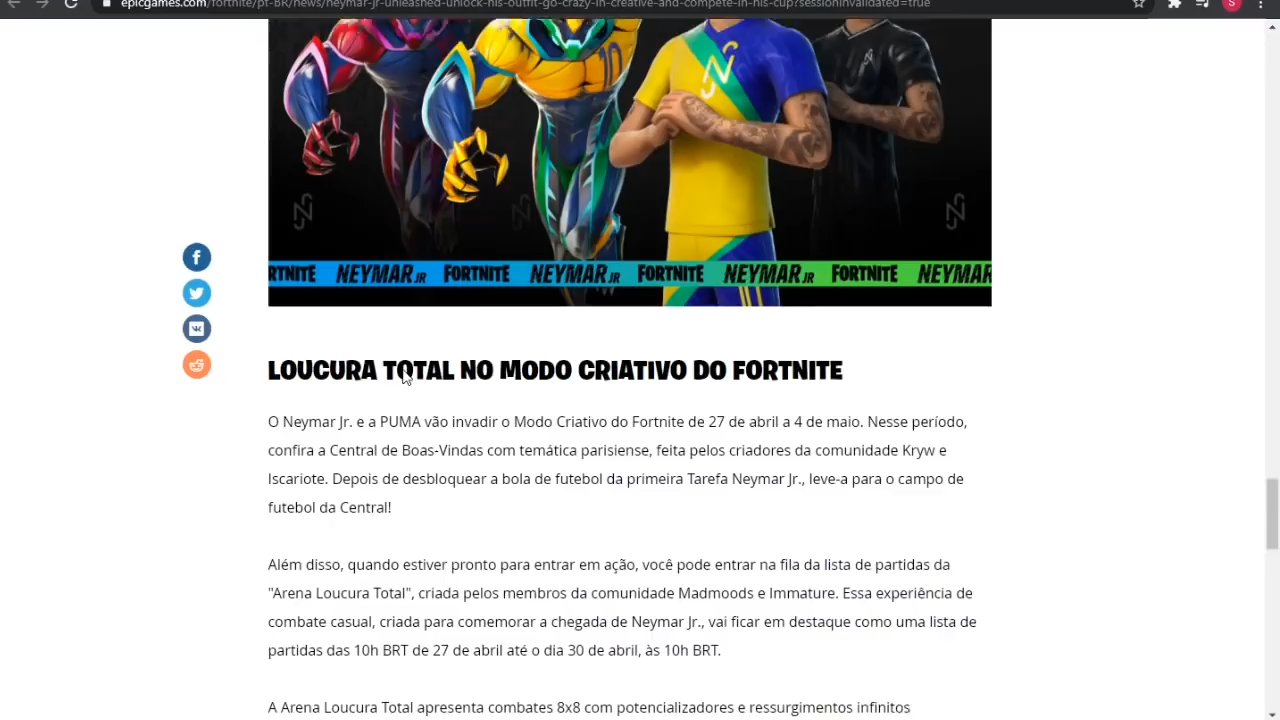 epicgames.com/fortnite/pt-BR/news/neymar-jr-unleashed-unlock-his-outfit-go-crazy-in-creative-and-compete-in-his-cup?sessionInvalidated=true
S
RTNITE NEYMAR JR FORTNITE NEYMAR JR FORTNITE NEYMAR JR FORTNITE NEYMAR
LOUCURA TOTAL NO MODO CRIATIVO DO FORTNITE
O Neymar Jr. e a PUMA vão invadir o Modo Criativo do Fortnite de 27 de abril a 4 de maio. Nesse período,
confira a Central de Boas-Vindas com temática parisiense, feita pelos criadores da comunidade Kryw e
Iscariote. Depois de desbloquear a bola de futebol da primeira Tarefa Neymar Jr., leve-a para o campo de
futebol da Central!
Além disso, quando estiver pronto para entrar em ação, você pode entrar na fila da lista de partidas da
"Arena Loucura Total", criada pelos membros da comunidade Madmoods e Immature. Essa experiência de
combate casual, criada para comemorar a chegada de Neymar Jr., vai ficar em destaque como uma lista de
partidas das 10h BRT de 27 de abril até o dia 30 de abril, às 10h BRT.
A Arena Loucura Total apresenta combates 8x8 com potencializadores e ressurgimentos infinitos